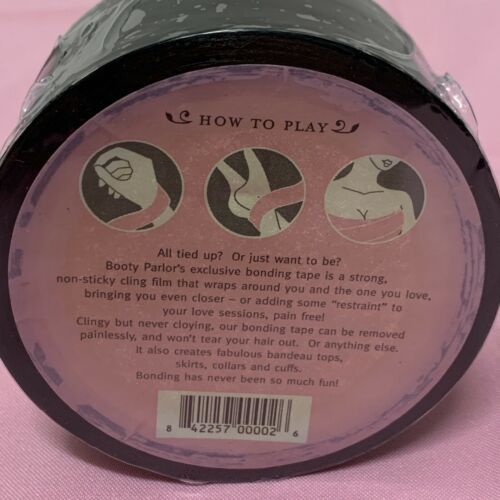 HOW TO PLAY
All tied up? Or just want to be?
Booty Parlor's exclusive bonding tape is a strong,
non-sticky cling film that wraps around you and the one you love,
bringing you even closer – or adding some "restraint" to
your love sessions, pain free!
Clingy but never cloying, our bonding tape can be removed
painlessly, and won't tear your hair out. Or anything else.
It also creates fabulous bandeau tops,
skirts, collars and cuffs.
Bonding has never been so much fun!
8 42257 00002 6